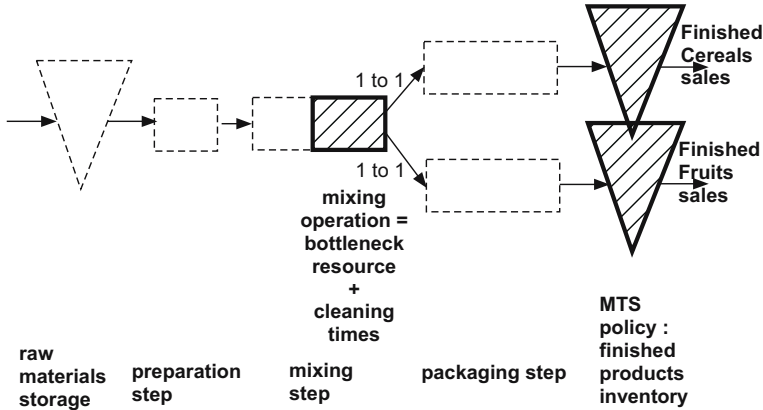 Finished
Cereals
sales
1 to 1
1 to 1
Finished
Fruits
sales
mixing
operation =
bottleneck
resource
+
cleaning
times
raw
materials
storage
preparation
step
mixing
step
packaging step
MTS
policy :
finished
products
inventory